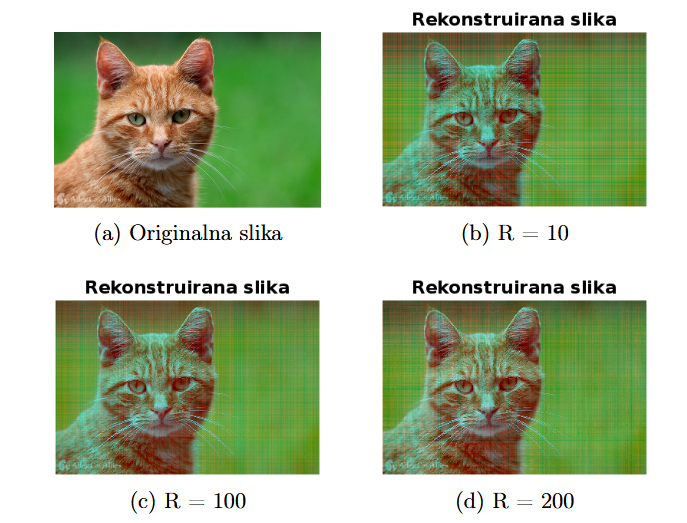 Rekonstruirana slika
(a) Originalna slika
(b) R = 10
Rekonstruirana slika
Rekonstruirana slika
(c) R = 100
(d) R = 200